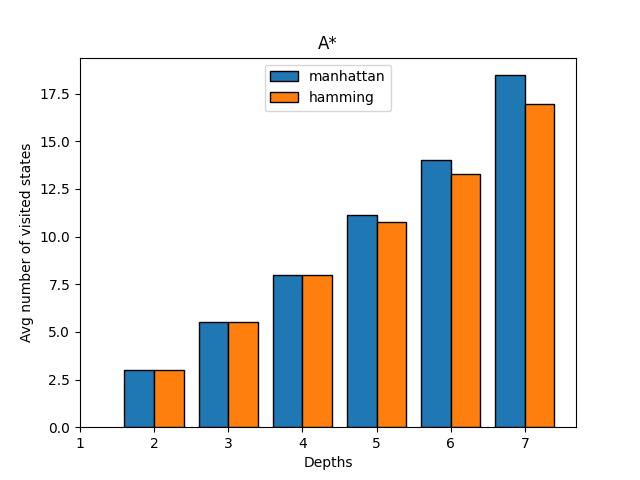 A*
manhattan
hamming
Avg number of visited states
17.5
15.0
12.5
10.0
7.5
5.0
2.5
0.0
1 2 3 4 5 6 7
Depths